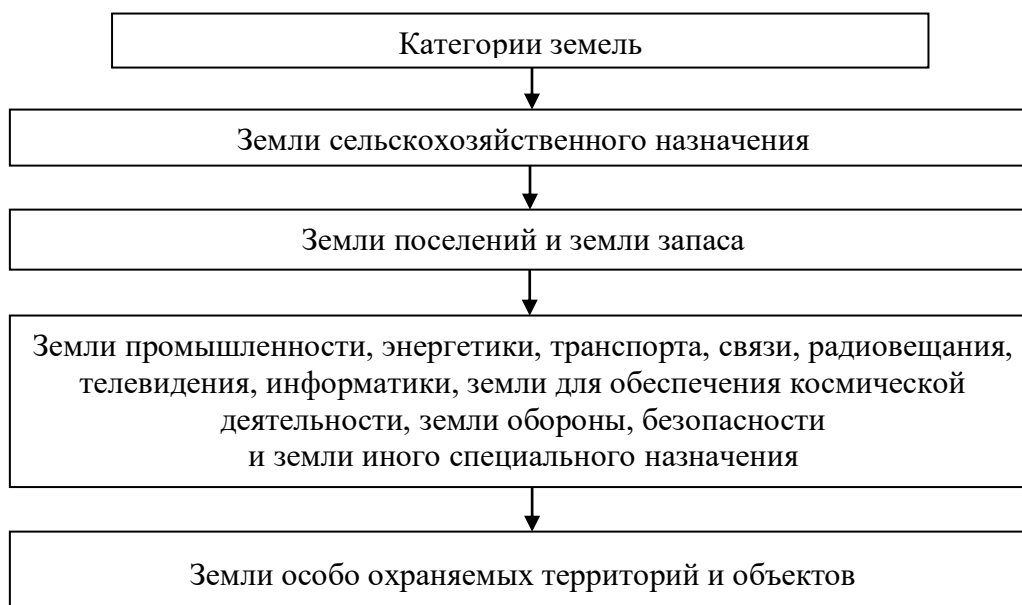 Категории земель
Земли сельскохозяйственного назначения
Земли поселений и земли запаса
Земли промышленности, энергетики, транспорта, связи, радиовещания,
телевидения, информатики, земли для обеспечения космической
деятельности, земли обороны, безопасности
и земли иного специального назначения
Земли особо охраняемых территорий и объектов